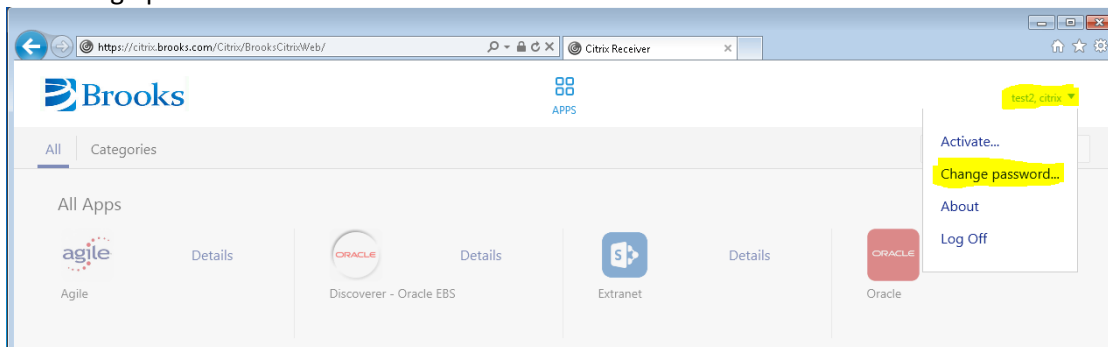 https://citrix.brooks.com/Citrix/BrooksCitrixWeb/
Citrix Receiver
Brooks
APPS
test2, citrix
All
Categories
Activate...
Change password...
About
Log Off
All Apps
agile
Details
ORACLE
Details
S
Details
ORACLE
Agile
Discoverer - Oracle EBS
Extranet
Oracle